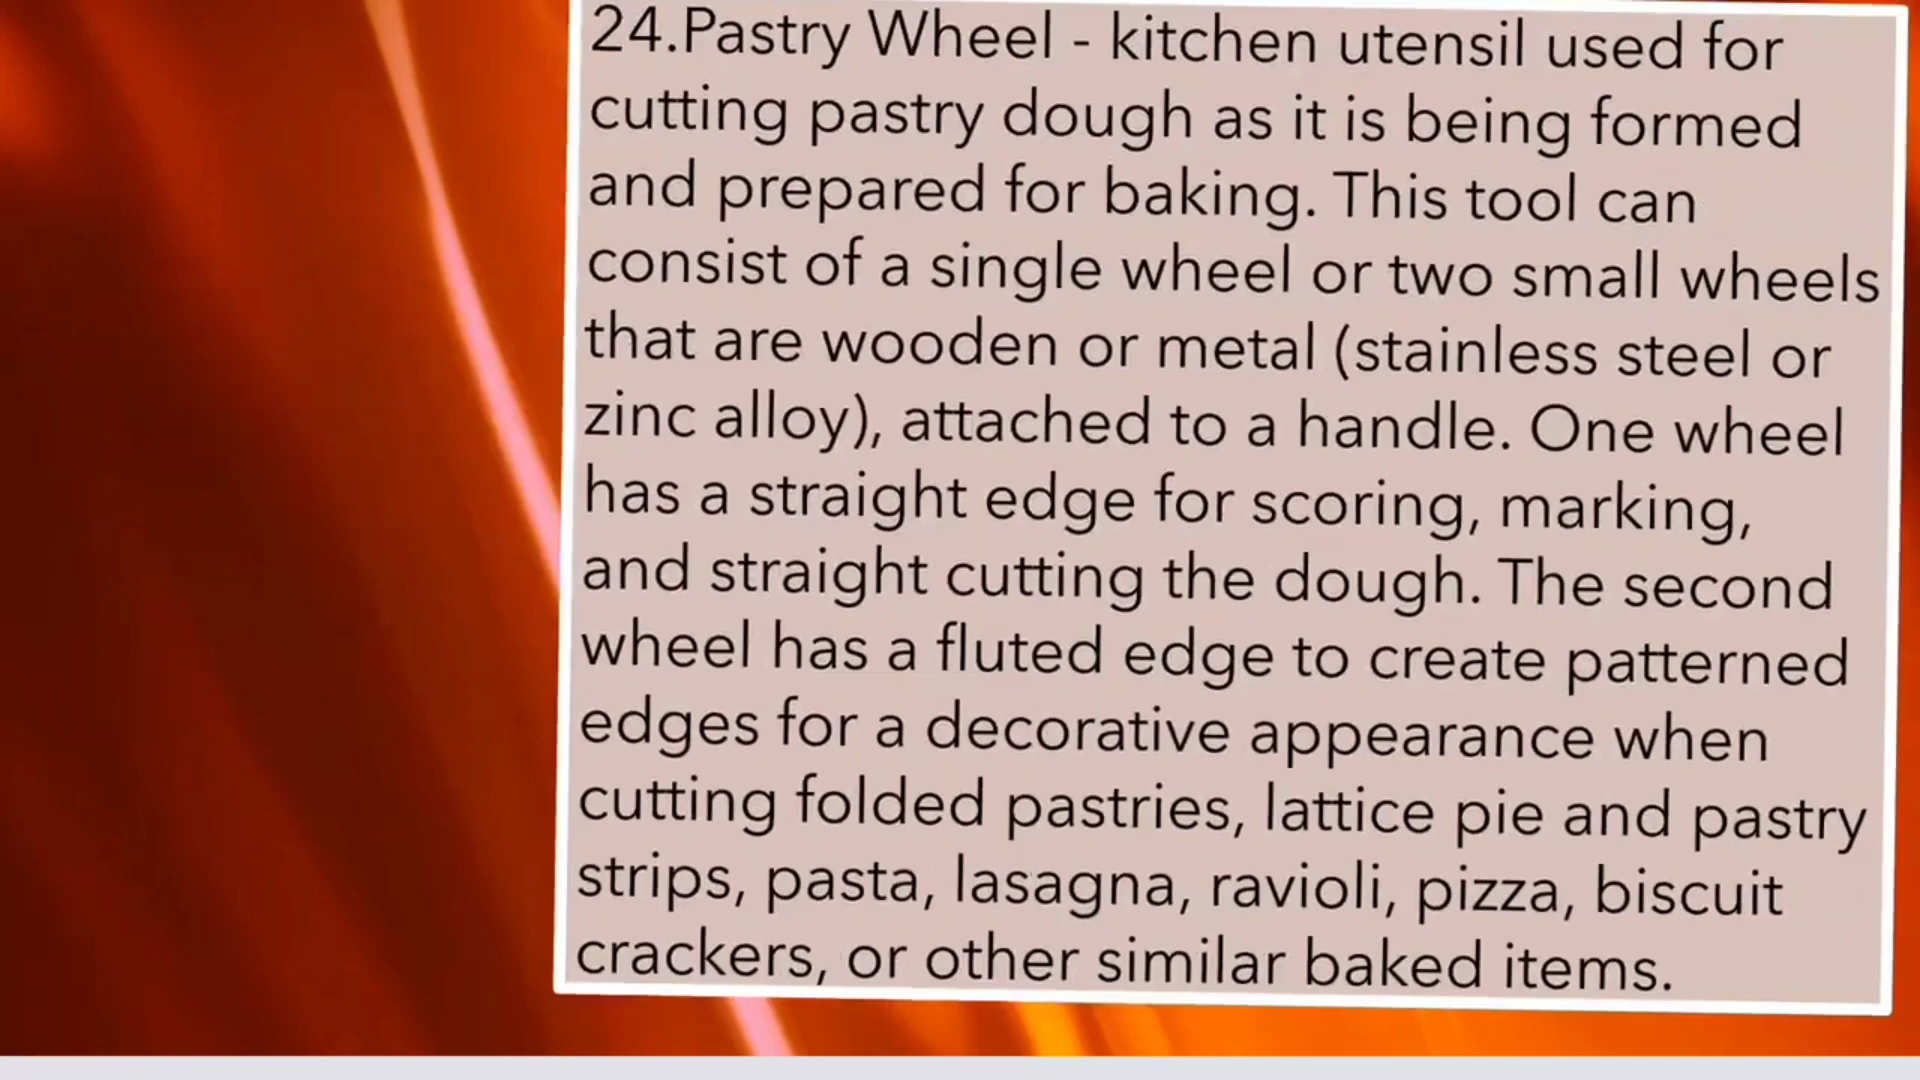 24.Pastry Wheel - kitchen utensil used for
cutting pastry dough as it is being formed
and prepared for baking. This tool can
consist of a single wheel or two small wheels
that are wooden or metal (stainless steel or
zinc alloy), attached to a handle. One wheel
has a straight edge for scoring, marking,
and straight cutting the dough. The second
wheel has a fluted edge to create patterned
edges for a decorative appearance when
cutting folded pastries, lattice pie and pastry
strips, pasta, lasagna, ravioli, pizza, biscuit
crackers, or other similar baked items.